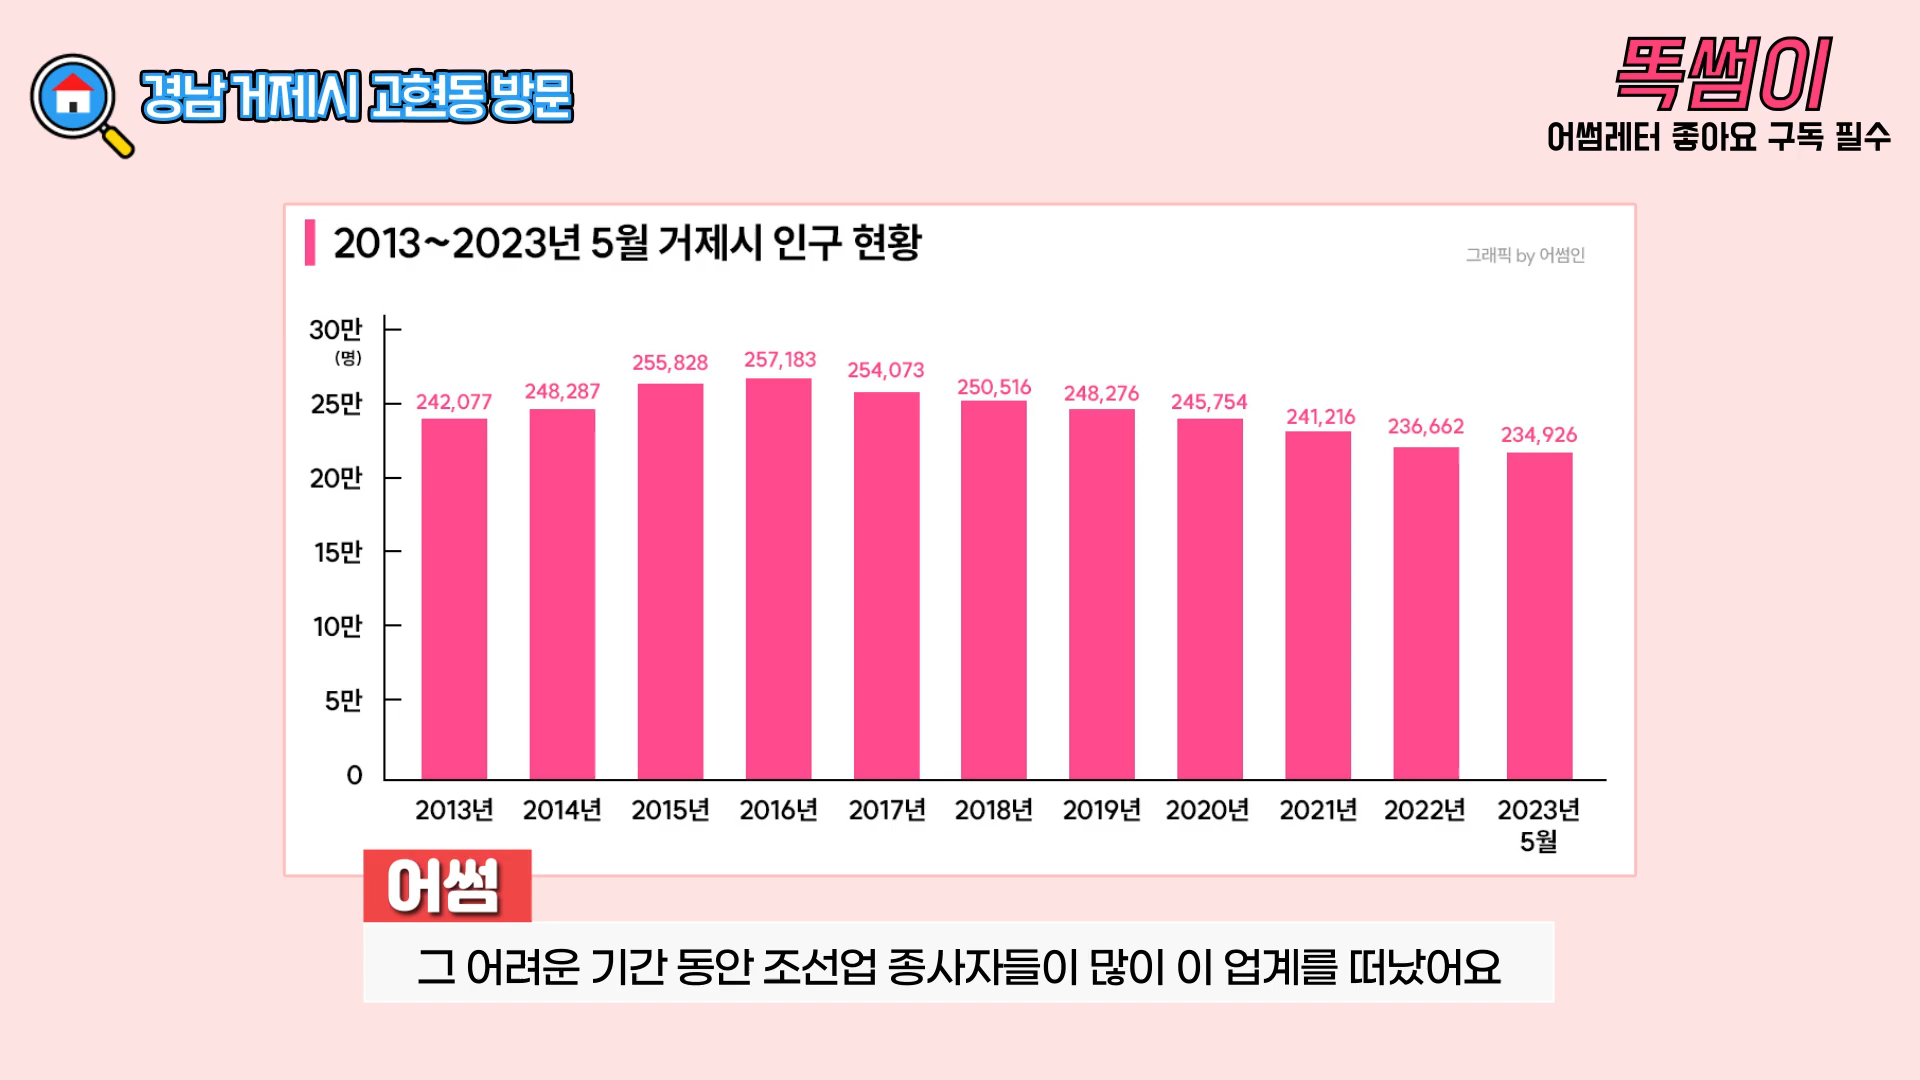 경남 거제시 고현동 방문
똑썸이
어썸레터 좋아요 구독 필수
2013~2023년 5월 거제시 인구 현황
그래픽 by 어썸인
30만
(명)
25만
20만
15만
10만
5만
0
242,077
248,287
255,828
257,183
254,073
250,516
248,276
245,754
241,216
236,662
234,926
2013년
2014년
2015년
2016년
2017년
2018년
2019년
2020년
2021년
2022년
2023년
5월
어썸
그 어려운 기간 동안 조선업 종사자들이 많이 이 업계를 떠났어요